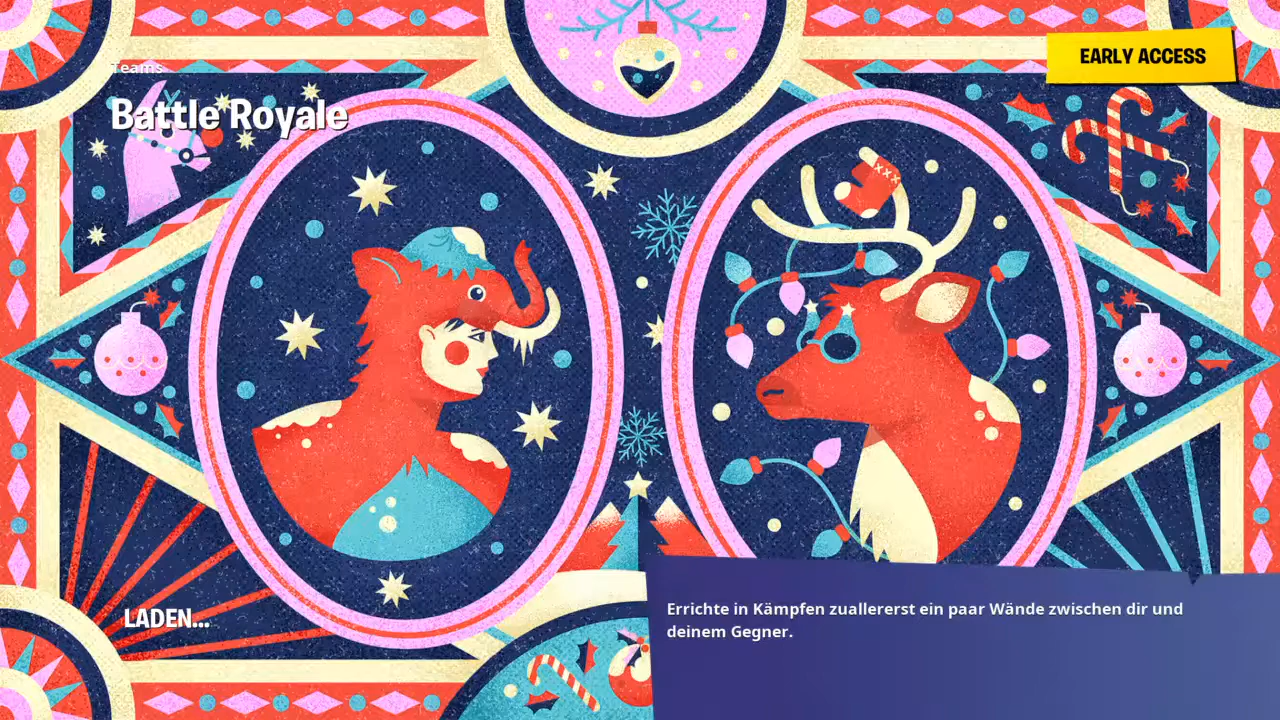 Teams
Battle Royale
EARLY ACCESS
LADEN...
Errichte in Kämpfen zuallererst ein paar Wände zwischen dir und
deinem Gegner.